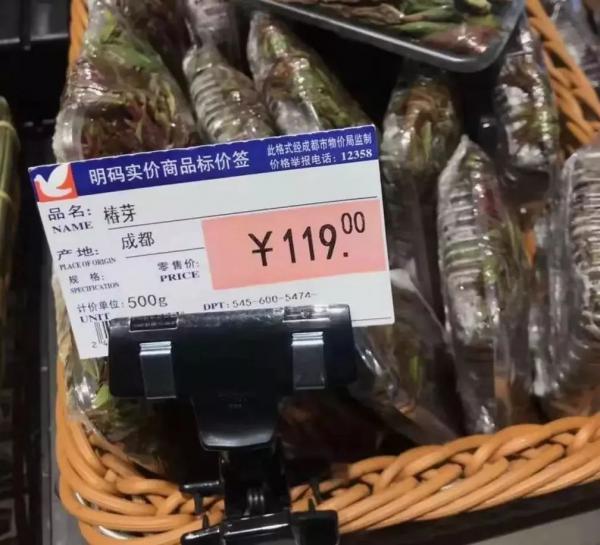 明码实价商品标价签
此格式经成都市物价局监制
价格举报电话：12358
品名：椿芽
NAME
产地：成都
PLACE OF ORIGIN
规格：
SPECIFICATION
零售价：
PRICE
¥119.00
计价单位：500g
UNIT
DPT: 545-600-5474-